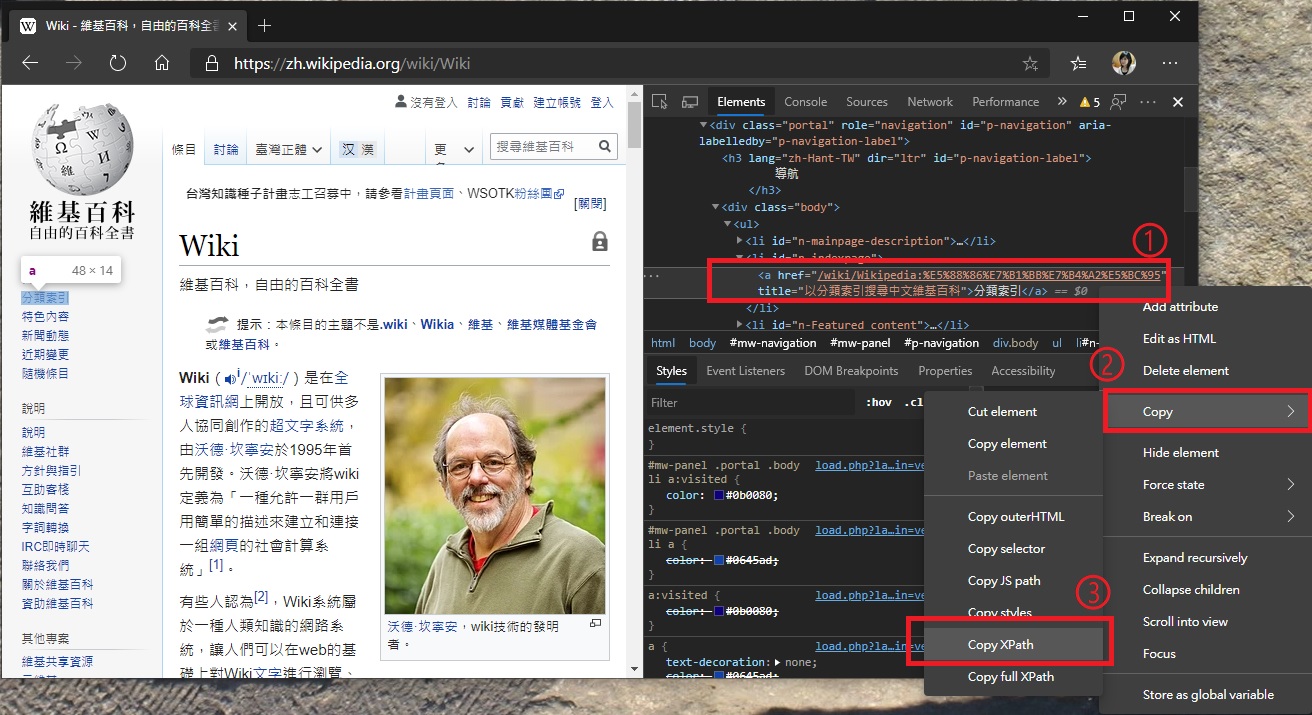 Wiki - 維基百科，自由的百科全書
https://zh.wikipedia.org/wiki/Wiki
維基百科
自由的百科全書
a 48 × 14
分類索引
特色內容
新聞動態
近期變更
隨機條目
說明
說明
維基社群
方針與指引
互助客棧
知識問答
字詞轉換
IRC即時聊天
聯絡我們
關於維基百科
資助維基百科
其他專案
維基共享資源
沒有登入 討論 貢獻 建立帳號 登入
條目 討論 臺灣正體 汉 漢 更 搜尋維基百科
台灣知識種子計畫志工召募中，請參看計畫頁面、WSOTK粉絲團
[關閉]
Wiki
維基百科，自由的百科全書
提示：本條目的主題不是.wiki、Wikia、維基、維基媒體基金會
或維基百科。
Wiki（ i/ˈwɪkiː/ ）是在全
球資訊網上開放，且可供多
人協同創作的超文字系統，
由沃德·坎寧安於1995年首
先開發。沃德·坎寧安將wiki
定義為「一種允許一群用戶
用簡單的描述來建立和連接
一組網頁的社會計算系
統」[1]。
有些人認為[2]，Wiki系統屬
於一種人類知識的網路系
統，讓人們可以在web的基
礎上對Wiki文字進行瀏覽、
沃德·坎寧安，wiki技術的發明
者。
Elements Console Sources Network Performance » 5
<div class="portal" role="navigation" id="p-navigation" aria-
labelledby="p-navigation-label">
<h3 lang="zh-Hant-TW" dir="ltr" id="p-navigation-label">
導航
</h3>
<div class="body">
<ul>
<li id="n-mainpage-description">…</li>
<li id="n-indexpage">
①
<a href="/wiki/Wikipedia:%E5%88%86%E7%B1%BB%E7%B4%A2%E5%BC%95"
title="以分類索引搜尋中文維基百科">分類索引</a> == $0
</li>
<li id="n-Featured_content">…</li>
html body #mw-navigation #mw-panel #p-navigation div.body ul li#n-
Styles Event Listeners DOM Breakpoints Properties Accessibility
Filter :hov .cl
element.style {
}
#mw-panel .portal .body load.php?la…in=ve
li a:visited {
color: #0b0080;
}
#mw-panel .portal .body load.php?la…in=ve
li a {
color: #0645ad;
}
a:visited { load.php?la…in=ve
color: #0b0080;
}
a { load.php?la…in=ve
text-decoration: none;
color: #0645ad;
Cut element
Copy element
Paste element
Copy outerHTML
Copy selector
Copy JS path
Copy styles
③
Copy XPath
Copy full XPath
Add attribute
Edit as HTML
②
Delete element
Copy
Hide element
Force state
Break on
Expand recursively
Collapse children
Scroll into view
Focus
Store as global variable